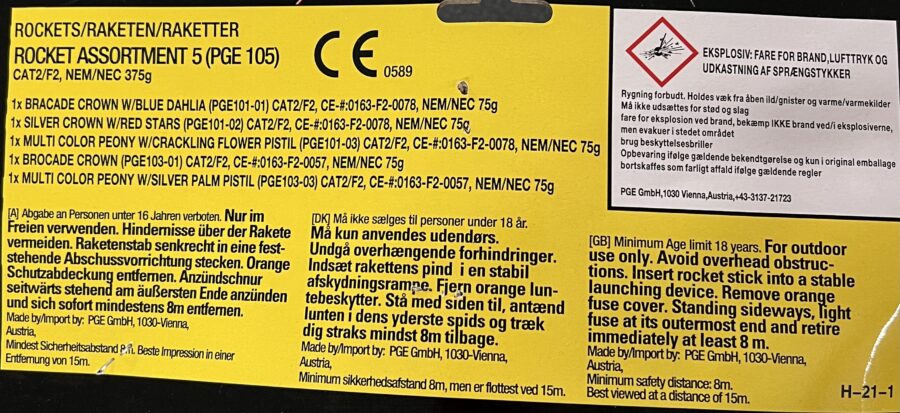 ROCKETS/RAKETEN/RAKETTER
ROCKET ASSORTMENT 5 (PGE 105)
CAT2/F2, NEM/NEC 375g
CE 0589
1x BRACADE CROWN W/BLUE DAHLIA (PGE101-01) CAT2/F2, CE-#:0163-F2-0078, NEM/NEC 75g
1x SILVER CROWN W/RED STARS (PGE101-02) CAT2/F2, CE-#:0163-F2-0078, NEM/NEC 75g
1x MULTI COLOR PEONY W/CRACKLING FLOWER PISTIL (PGE101-03) CAT2/F2, CE-#:0163-F2-0078, NEM/NEC 75g
1x BROCADE CROWN (PGE103-01) CAT2/F2, CE-#:0163-F2-0057, NEM/NEC 75g
1x MULTI COLOR PEONY W/SILVER PALM PISTIL (PGE103-03) CAT2/F2, CE-#:0163-F2-0057, NEM/NEC 75g
EKSPLOSIV: FARE FOR BRAND, LUFTTRYK OG
UDKASTNING AF SPRÆNGSTYKKER
Rygning forbudt. Holdes væk fra åben ild/gnister og varme/varmekilder
Må ikke udsættes for stød og slag
fare for eksplosion ved brand, bekæmp IKKE brand ved/i eksplosiverne,
men evakuer i stedet området
brug beskyttelsesbriller
Opbevaring ifølge gældende bekendtgørelse og kun i original emballage
bortskaffes som farligt affald ifølge gældende regler
PGE GmbH,1030 Vienna,Austria,+43-3137-21723
[A] Abgabe an Personen unter 16 Jahren verboten. Nur im
Freien verwenden. Hindernisse über der Rakete
vermeiden. Raketenstab senkrecht in eine fest-
stehende Abschussvorrichtung stecken. Orange
Schutzabdeckung entfernen. Anzündschnur
seitwärts stehend am äußersten Ende anzünden
und sich sofort mindestens 8m entfernen.
Made by/Import by: PGE GmbH, 1030-Vienna,
Austria,
Mindest Sicherheitsabstand 8m. Beste Impression in einer
Entfernung von 15m.
[DK] Må ikke sælges til personer under 18 år.
Må kun anvendes udendørs.
Undgå overhængende forhindringer.
Indsæt rakettens pind i en stabil
afskydningsrampe. Fjern orange lun-
tebeskytter. Stå med siden til, antænd
lunten i dens yderste spids og træk
dig straks mindst 8m tilbage.
Made by/Import by: PGE GmbH, 1030-Vienna,
Austria,
Minimum sikkerhedsafstand 8m, men er flottest ved 15m.
[GB] Minimum Age limit 18 years. For outdoor
use only. Avoid overhead obstruc-
tions. Insert rocket stick into a stable
launching device. Remove orange
fuse cover. Standing sideways, light
fuse at its outermost end and retire
immediately at least 8 m.
Made by/Import by: PGE GmbH, 1030-Vienna,
Austria,
Minimum safety distance: 8m.
Best viewed at a distance of 15m.
H-21-1